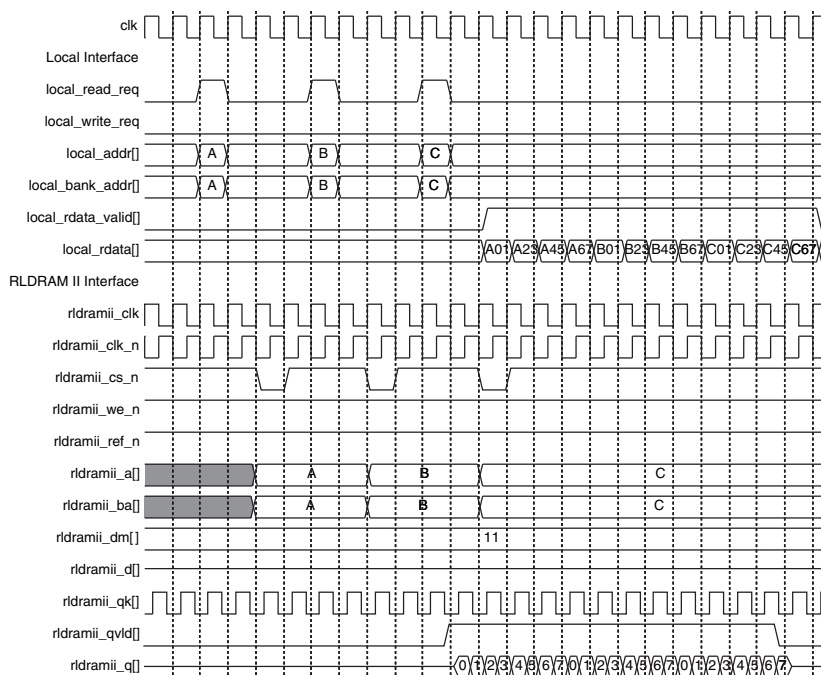 clk
Local Interface
local_read_req
local_write_req
local_addr[] A B C
local_bank_addr[] A B C
local_rdata_valid[]
local_rdata[] A01 A23 A45 A67 B01 B23 B45 B67 C01 C23 C45 C67
RLDRAM II Interface
rldramii_clk
rldramii_clk_n
rldramii_cs_n
rldramii_we_n
rldramii_ref_n
rldramii_a[] A B C
rldramii_ba[] A B C
rldramii_dm[] 11
rldramii_d[]
rldramii_qk[]
rldramii_qvld[]
rldramii_q[] 0 1 2 3 4 5 6 7 0 1 2 3 4 5 6 7 0 1 2 3 4 5 6 7